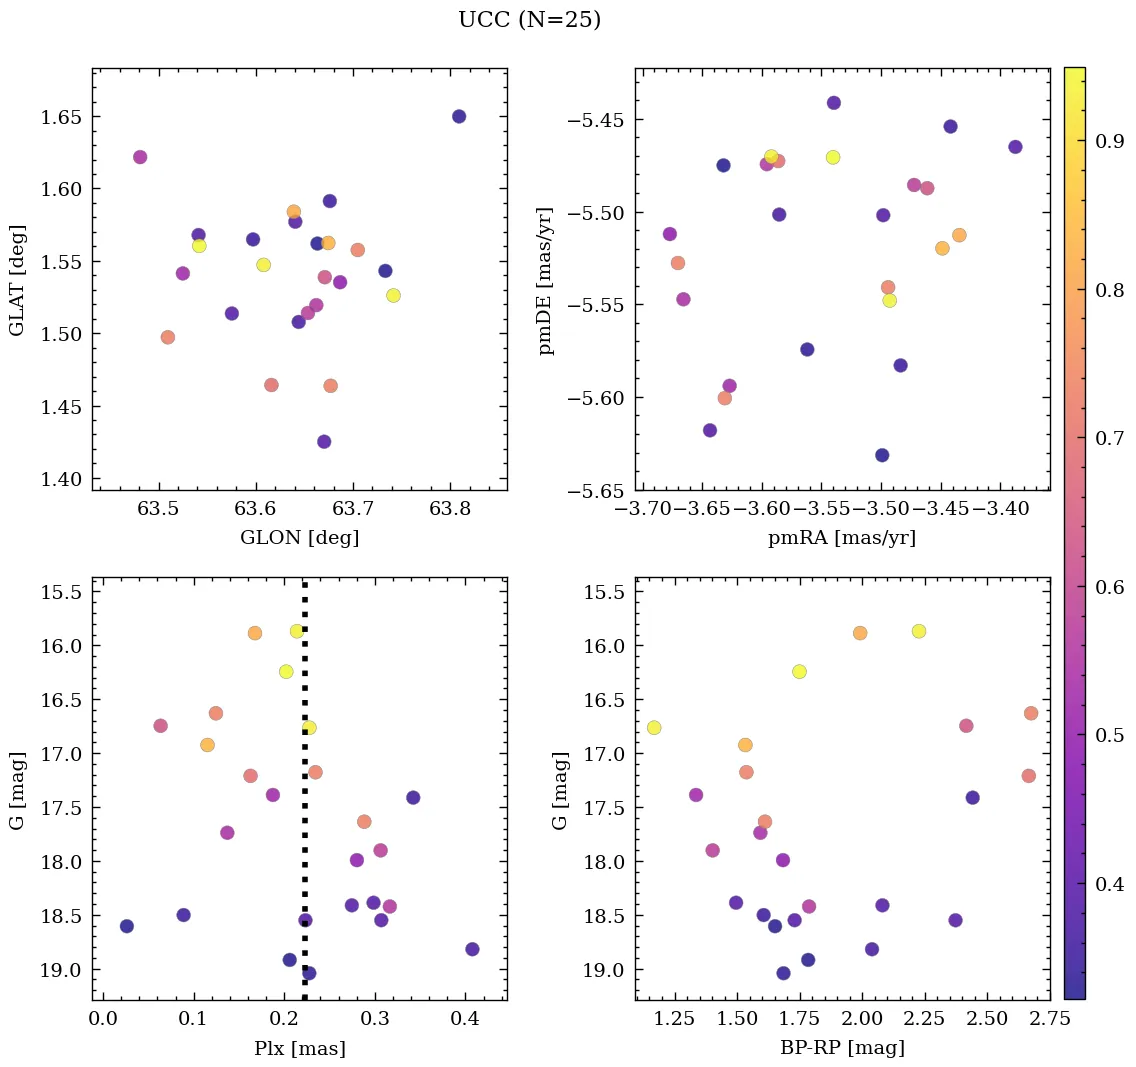 UCC (N=25)
1.65
1.60
1.55
1.50
1.45
1.40
GLAT [deg]
63.5 63.6 63.7 63.8
GLON [deg]
−5.45
−5.50
−5.55
−5.60
−5.65
pmDE [mas/yr]
−3.70 −3.65 −3.60 −3.55 −3.50 −3.45 −3.40
pmRA [mas/yr]
15.5
16.0
16.5
17.0
17.5
18.0
18.5
19.0
G [mag]
0.0 0.1 0.2 0.3 0.4
Plx [mas]
15.5
16.0
16.5
17.0
17.5
18.0
18.5
19.0
G [mag]
1.25 1.50 1.75 2.00 2.25 2.50 2.75
BP-RP [mag]
0.9
0.8
0.7
0.6
0.5
0.4